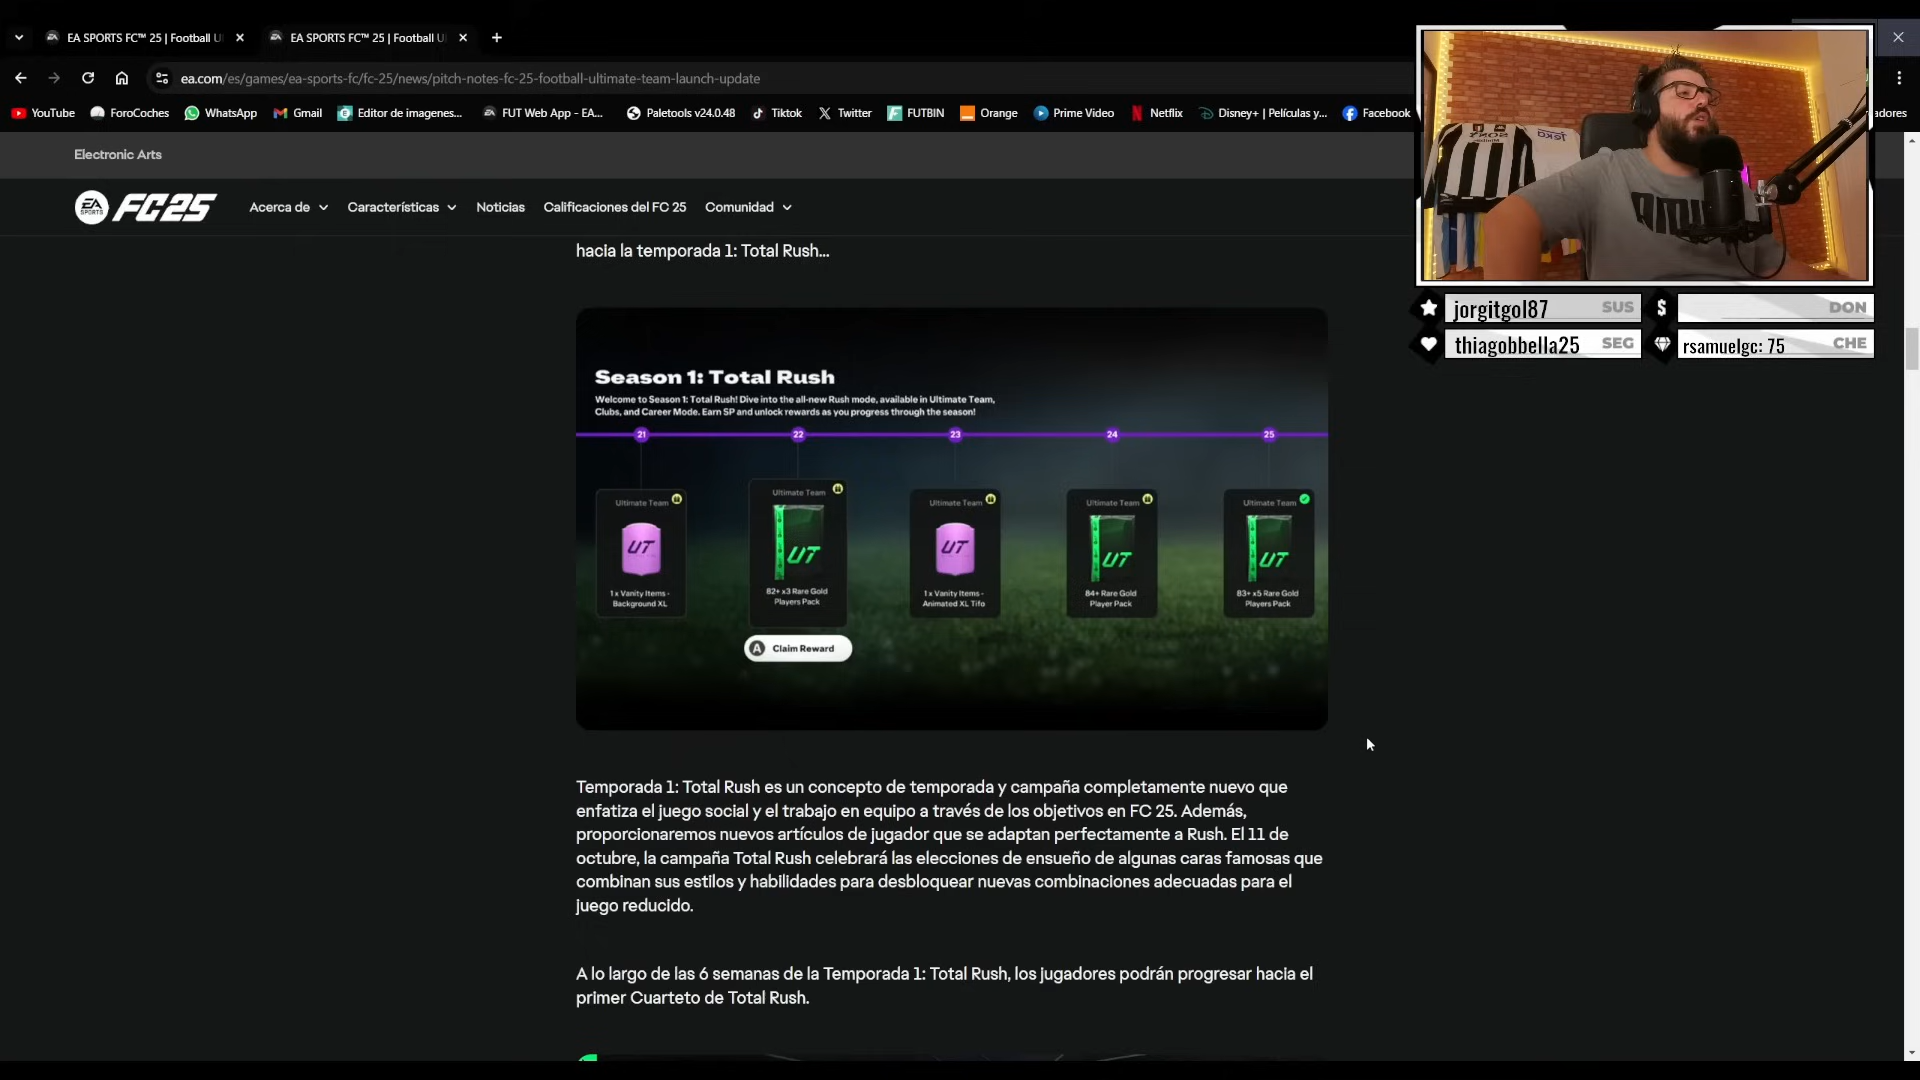 EA SPORTS FC™ 25 | Football U
EA SPORTS FC™ 25 | Football U
ea.com/es/games/ea-sports-fc/fc-25/news/pitch-notes-fc-25-football-ultimate-team-launch-update
YouTube
ForoCoches
WhatsApp
Gmail
Editor de imagenes...
FUT Web App - EA...
Paletools v24.0.48
Tiktok
Twitter
FUTBIN
Orange
Prime Video
Netflix
Disney+ | Películas y...
Facebook
adores
Electronic Arts
EA SPORTS FC25
Acerca de
Características
Noticias
Calificaciones del FC 25
Comunidad
jorgitgol87 SUS
$ DON
thiagobbella25 SEG
rsamuelgc: 75 CHE
hacia la temporada 1: Total Rush...
Season 1: Total Rush
Welcome to Season 1: Total Rush! Dive into the all-new Rush mode, available in Ultimate Team,
Clubs, and Career Mode. Earn SP and unlock rewards as you progress through the season!
21
22
23
24
25
Ultimate Team
UT
1 x Vanity Items -
Background XL
Ultimate Team
UT
82+ x3 Rare Gold
Players Pack
Ultimate Team
UT
1 x Vanity Items -
Animated XL Tifo
Ultimate Team
UT
84+ Rare Gold
Player Pack
Ultimate Team
UT
83+ x5 Rare Gold
Players Pack
A Claim Reward
Temporada 1: Total Rush es un concepto de temporada y campaña completamente nuevo que
enfatiza el juego social y el trabajo en equipo a través de los objetivos en FC 25. Además,
proporcionaremos nuevos artículos de jugador que se adaptan perfectamente a Rush. El 11 de
octubre, la campaña Total Rush celebrará las elecciones de ensueño de algunas caras famosas que
combinan sus estilos y habilidades para desbloquear nuevas combinaciones adecuadas para el
juego reducido.
A lo largo de las 6 semanas de la Temporada 1: Total Rush, los jugadores podrán progresar hacia el
primer Cuarteto de Total Rush.